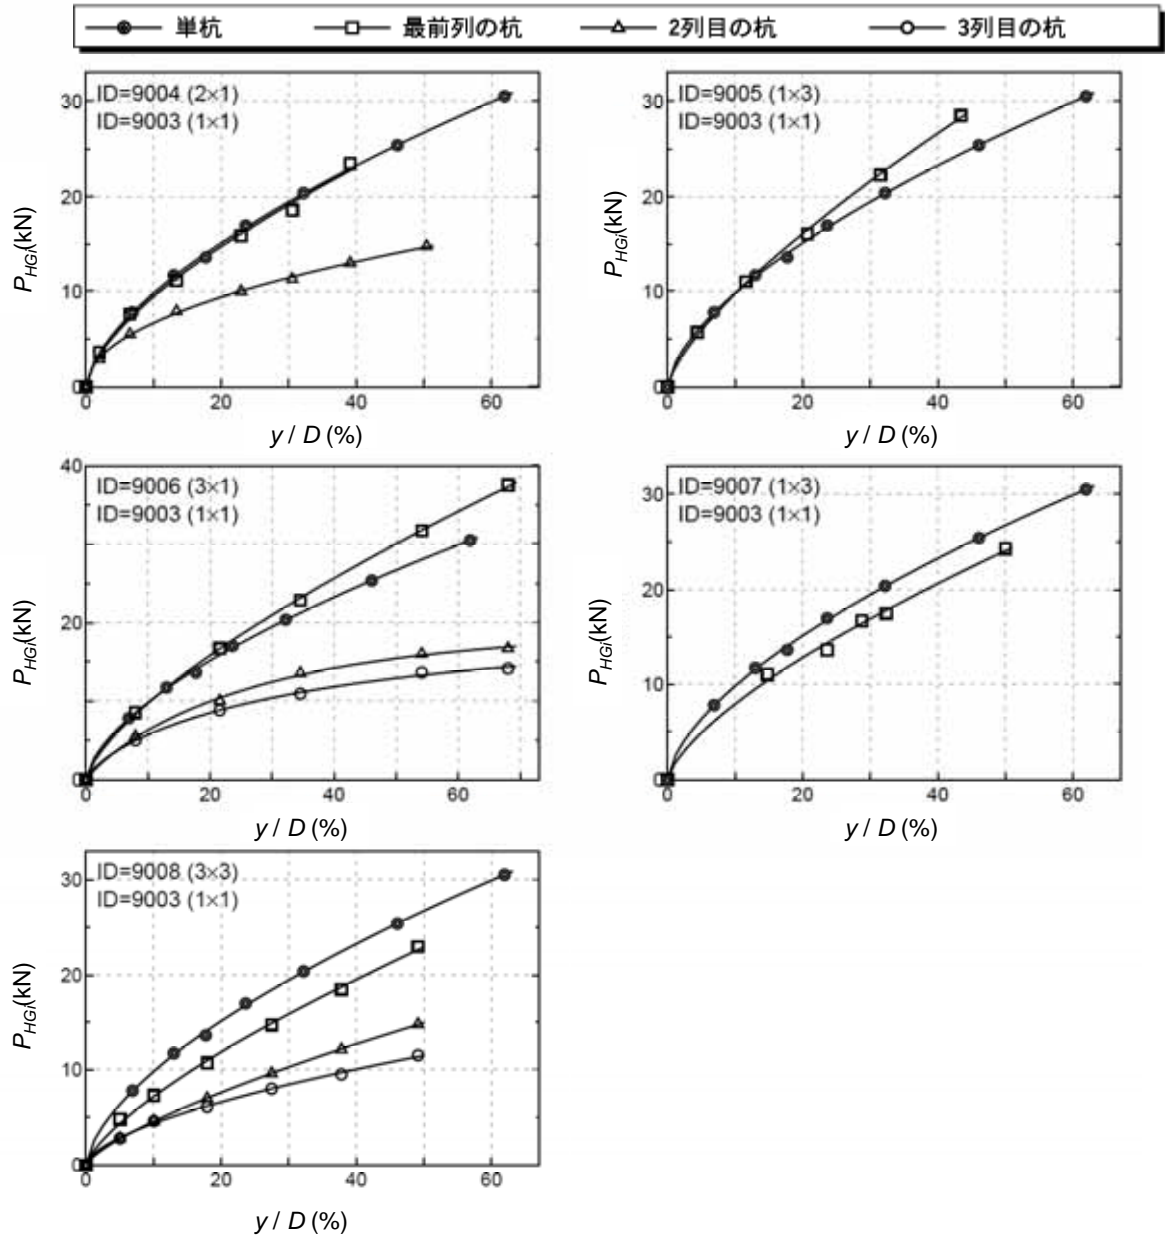 単杭 最前列の杭 2列目の杭 3列目の杭
ID=9004 (2×1)
ID=9003 (1×1)
30
20
10
0
0 20 40 60
P_HGi(kN)
y / D (%)
ID=9005 (1×3)
ID=9003 (1×1)
30
20
10
0
0 20 40 60
P_HGi(kN)
y / D (%)
ID=9006 (3×1)
ID=9003 (1×1)
40
20
0
0 20 40 60
P_HGi(kN)
y / D (%)
ID=9007 (1×3)
ID=9003 (1×1)
30
20
10
0
0 20 40 60
P_HGi(kN)
y / D (%)
ID=9008 (3×3)
ID=9003 (1×1)
30
20
10
0
0 20 40 60
P_HGi(kN)
y / D (%)